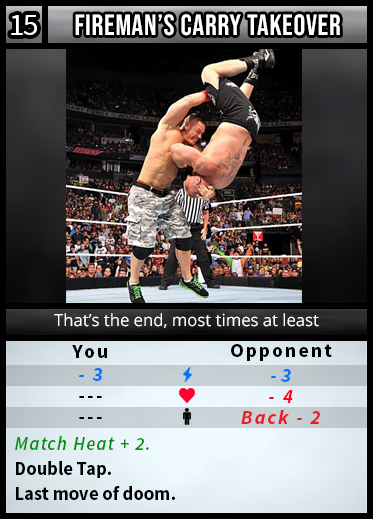 15 FIREMAN'S CARRY TAKEOVER
That's the end, most times at least
You Opponent
- 3 - 3
--- - 4
--- Back - 2
Match Heat + 2.
Double Tap.
Last move of doom.